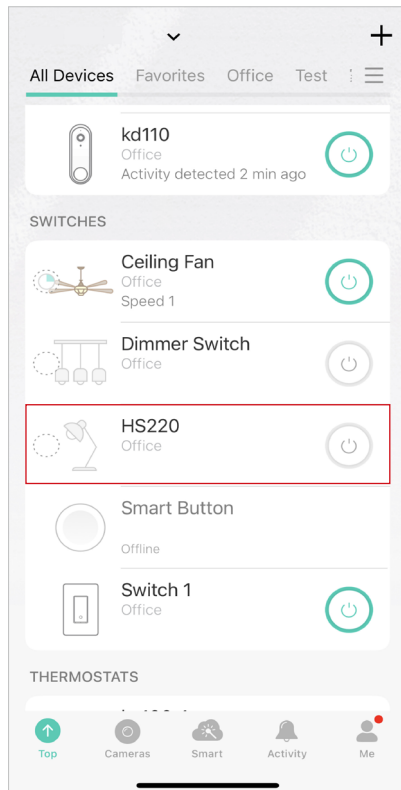 All Devices Favorites Office Test
kd110
Office
Activity detected 2 min ago
SWITCHES
Ceiling Fan
Office
Speed 1
Dimmer Switch
Office
HS220
Office
Smart Button
Offline
Switch 1
Office
THERMOSTATS
Top Cameras Smart Activity Me